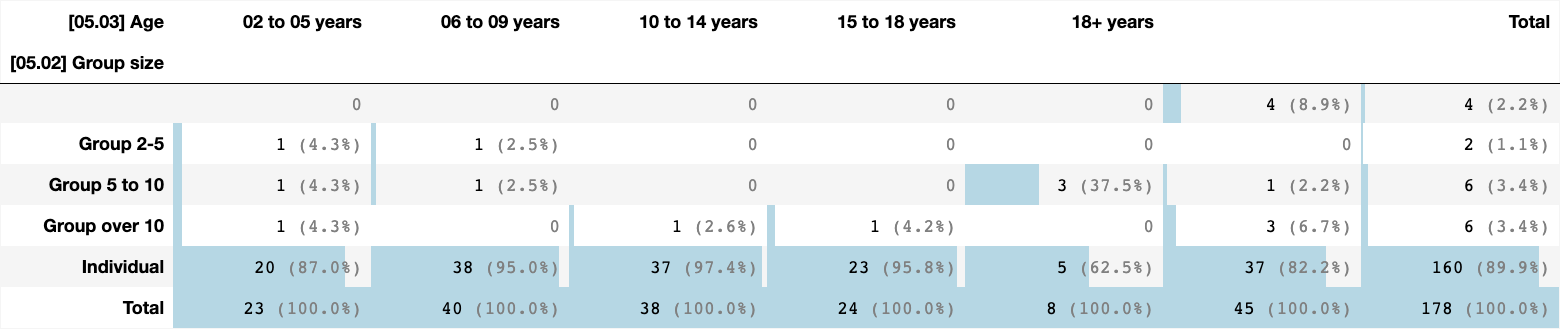 [05.03] Age 02 to 05 years 06 to 09 years 10 to 14 years 15 to 18 years 18+ years Total
[05.02] Group size
0 0 0 0 0 4 (8.9%) 4 (2.2%)
Group 2-5 1 (4.3%) 1 (2.5%) 0 0 0 0 2 (1.1%)
Group 5 to 10 1 (4.3%) 1 (2.5%) 0 0 3 (37.5%) 1 (2.2%) 6 (3.4%)
Group over 10 1 (4.3%) 0 1 (2.6%) 1 (4.2%) 0 3 (6.7%) 6 (3.4%)
Individual 20 (87.0%) 38 (95.0%) 37 (97.4%) 23 (95.8%) 5 (62.5%) 37 (82.2%) 160 (89.9%)
Total 23 (100.0%) 40 (100.0%) 38 (100.0%) 24 (100.0%) 8 (100.0%) 45 (100.0%) 178 (100.0%)